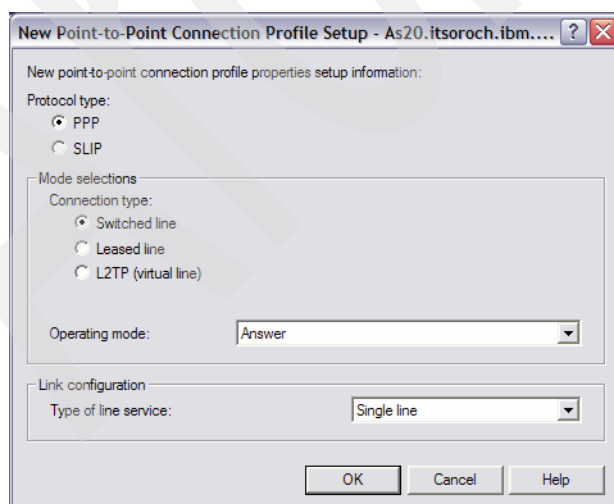 New Point-to-Point Connection Profile Setup - As20.itsoroch.ibm....
New point-to-point connection profile properties setup information:
Protocol type:
PPP
SLIP
Mode selections
Connection type:
Switched line
Leased line
L2TP (virtual line)
Operating mode: Answer
Link configuration
Type of line service: Single line
OK Cancel Help